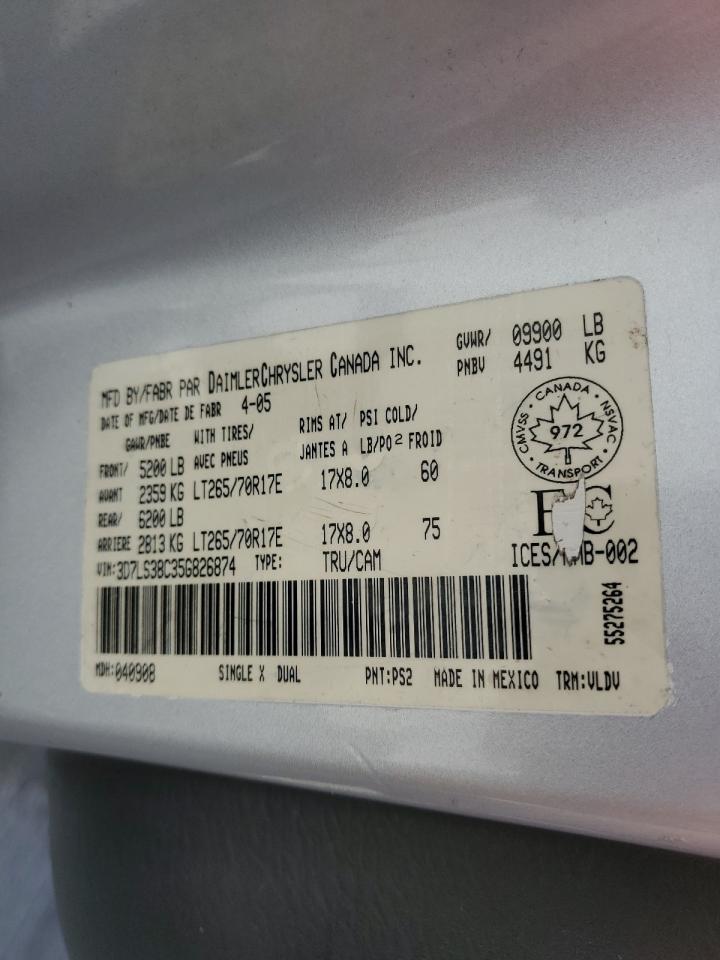 MFD BY/FABR PAR DAIMLERCHRYSLER CANADA INC.
GVWR/ 09900 LB
PNBV 4491 KG
DATE OF MFG/DATE DE FABR 4-05
GAWR/PNBE WITH TIRES/ RIMS AT/ PSI COLD/
AVEC PNEUS JANTES A LB/PO² FROID
FRONT/ 5200 LB
AVANT 2359 KG LT265/70R17E 17X8.0 60
REAR/ 6200 LB
ARRIERE 2813 KG LT265/70R17E 17X8.0 75
VIN:3D7LS38C35G826874 TYPE: TRU/CAM
CANADA · NSVAC · TRANSPORT · CMVSS ·
972
ICES/NMB-002
55275264
MDH:040908 SINGLE X DUAL PNT:PS2 MADE IN MEXICO TRM:VLDV